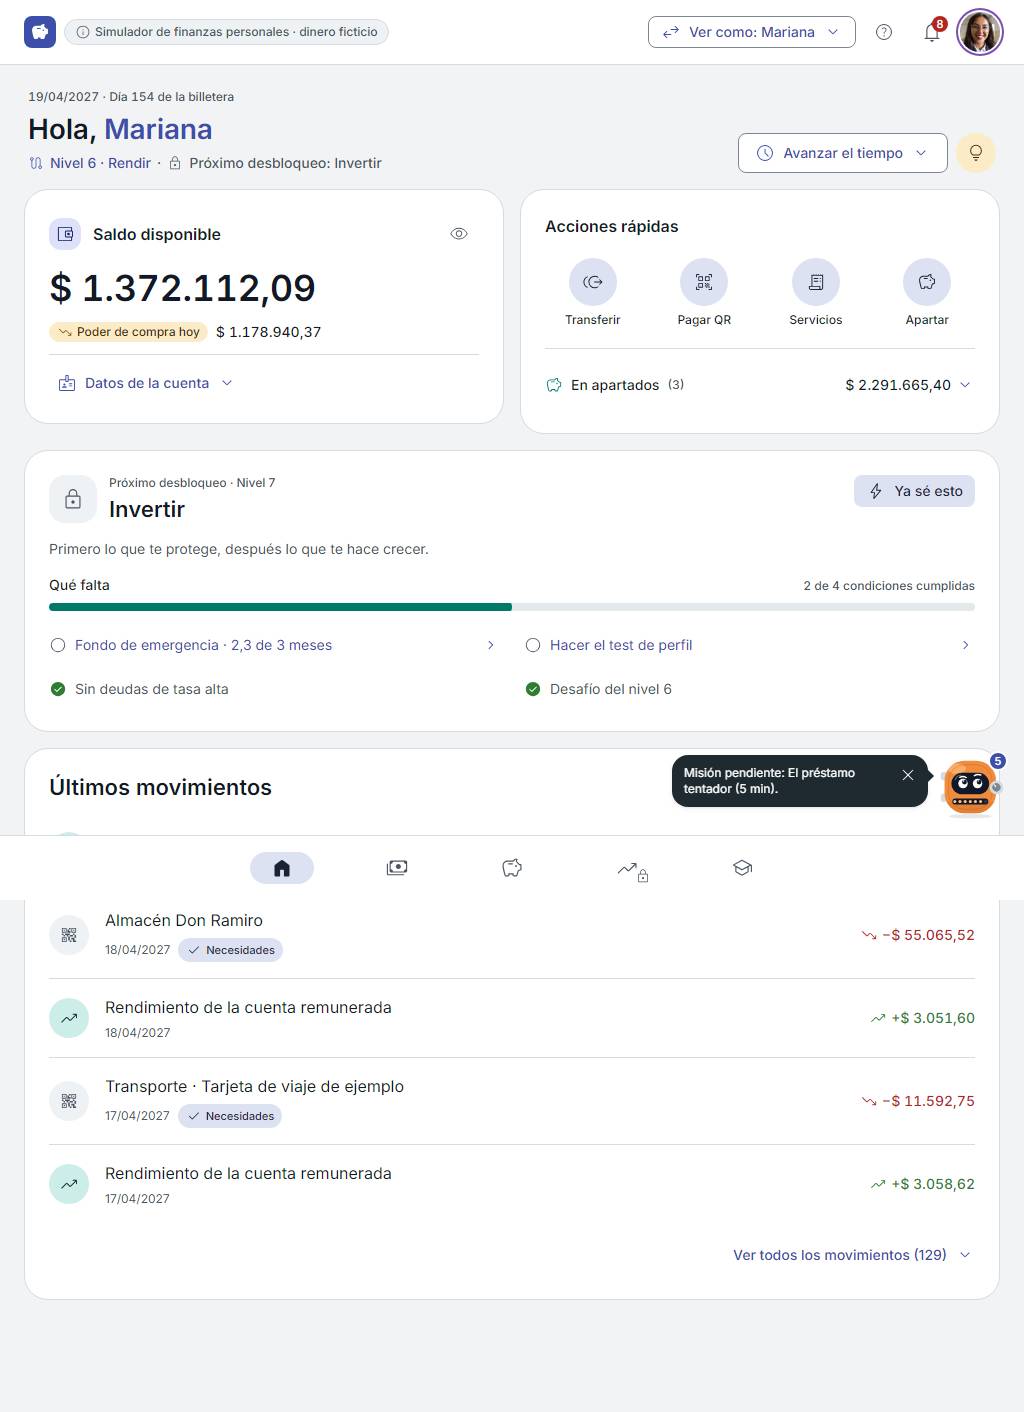 Simulador de finanzas personales · dinero ficticio
Ver como: Mariana
8
19/04/2027 · Día 154 de la billetera
Hola, Mariana
Nivel 6 · Rendir · Próximo desbloqueo: Invertir
Avanzar el tiempo
Saldo disponible
$ 1.372.112,09
Poder de compra hoy $ 1.178.940,37
Datos de la cuenta
Acciones rápidas
Transferir
Pagar QR
Servicios
Apartar
En apartados (3)
$ 2.291.665,40
Próximo desbloqueo · Nivel 7
Invertir
Ya sé esto
Primero lo que te protege, después lo que te hace crecer.
Qué falta
2 de 4 condiciones cumplidas
Fondo de emergencia · 2,3 de 3 meses
Hacer el test de perfil
Sin deudas de tasa alta
Desafío del nivel 6
Últimos movimientos
Misión pendiente: El préstamo
tentador (5 min).
5
Almacén Don Ramiro
18/04/2027 Necesidades
−$ 55.065,52
Rendimiento de la cuenta remunerada
18/04/2027
+$ 3.051,60
Transporte · Tarjeta de viaje de ejemplo
17/04/2027 Necesidades
−$ 11.592,75
Rendimiento de la cuenta remunerada
17/04/2027
+$ 3.058,62
Ver todos los movimientos (129)